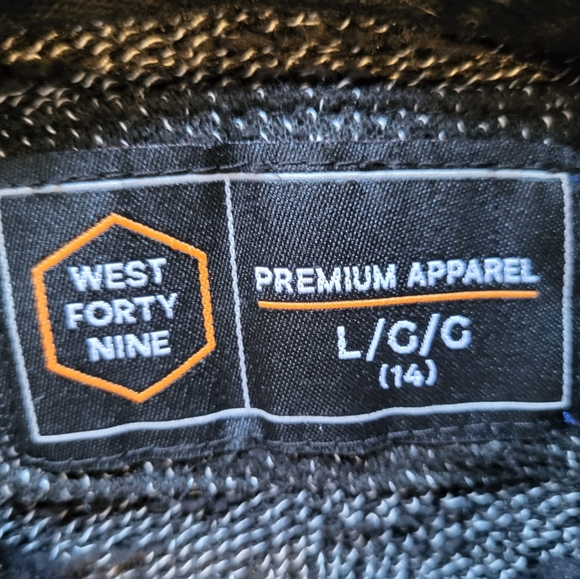 WEST
FORTY
NINE
PREMIUM APPAREL
L/G/G
(14)